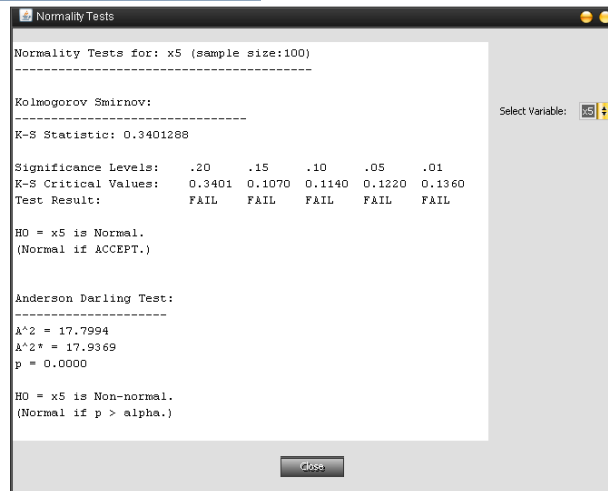 Normality Tests
Normality Tests for: x5 (sample size:100)
-----------------------------------------
Kolmogorov Smirnov:
--------------------------------
K-S Statistic: 0.3401288
Significance Levels: .20 .15 .10 .05 .01
K-S Critical Values: 0.3401 0.1070 0.1140 0.1220 0.1360
Test Result: FAIL FAIL FAIL FAIL FAIL
H0 = x5 is Normal.
(Normal if ACCEPT.)
Select Variable: x5
Anderson Darling Test:
---------------------
A^2 = 17.7994
A^2* = 17.9369
p = 0.0000
H0 = x5 is Non-normal.
(Normal if p > alpha.)
Close